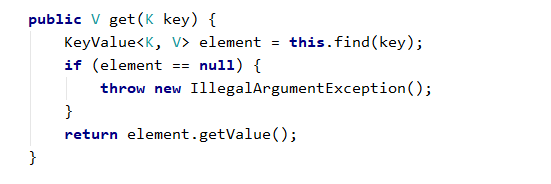 public V get(K key) {
    KeyValue<K, V> element = this.find(key);
    if (element == null) {
        throw new IllegalArgumentException();
    }
    return element.getValue();
}